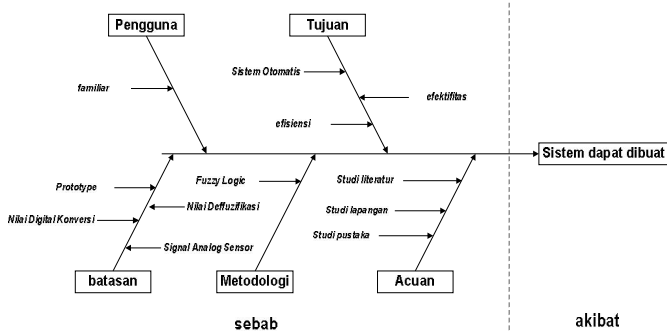 Pengguna
Tujuan
Sistem Otomatis
familiar
efektifitas
efisiensi
Sistem dapat dibuat
Prototype
Fuzzy Logic
Studi literatur
Nilai Deffuzifikasi
Nilai Digital Konversi
Studi lapangan
Studi pustaka
Signal Analog Sensor
batasan
Metodologi
Acuan
sebab
akibat